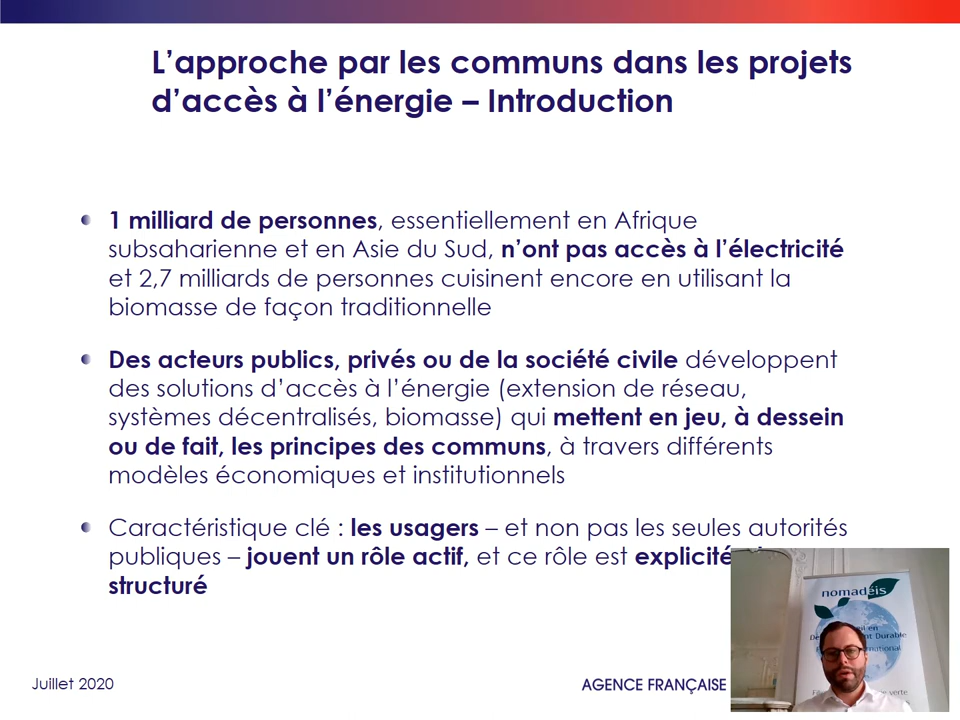 L'approche par les communs dans les projets
d'accès à l'énergie – Introduction
1 milliard de personnes, essentiellement en Afrique
subsaharienne et en Asie du Sud, n'ont pas accès à l'électricité
et 2,7 milliards de personnes cuisinent encore en utilisant la
biomasse de façon traditionnelle
Des acteurs publics, privés ou de la société civile développent
des solutions d'accès à l'énergie (extension de réseau,
systèmes décentralisés, biomasse) qui mettent en jeu, à dessein
ou de fait, les principes des communs, à travers différents
modèles économiques et institutionnels
Caractéristique clé : les usagers – et non pas les seules autorités
publiques – jouent un rôle actif, et ce rôle est explicité
structuré
nomadéis
en
Durable
Juillet 2020
AGENCE FRANÇAISE
verte